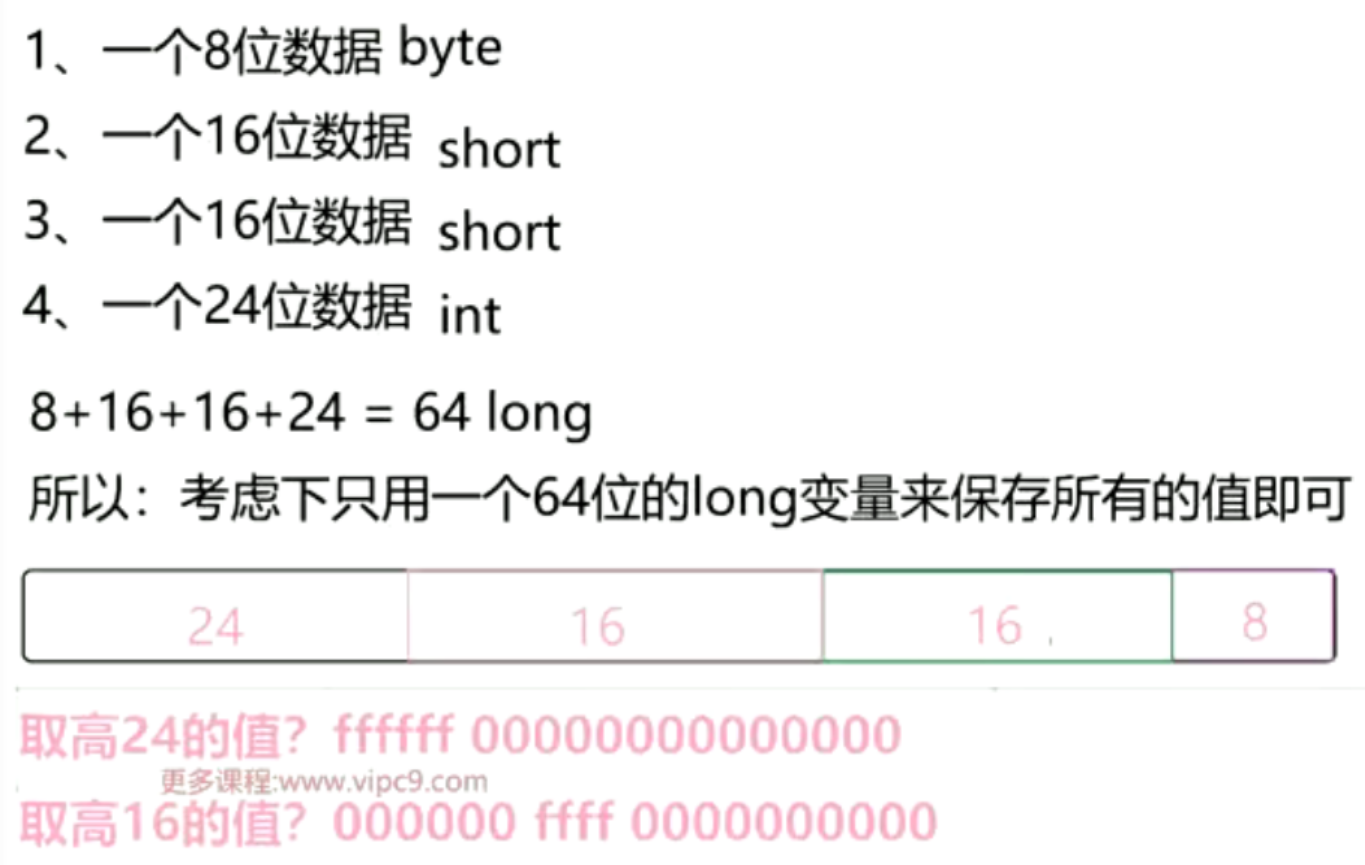 1、一个8位数据 byte
2、一个16位数据 short
3、一个16位数据 short
4、一个24位数据 int
8+16+16+24 = 64 long
所以：考虑下只用一个64位的long变量来保存所有的值即可
24 16 16 8
取高24的值？ffffff 00000000000000
更多课程:www.vipc9.com
取高16的值？000000 ffff 0000000000